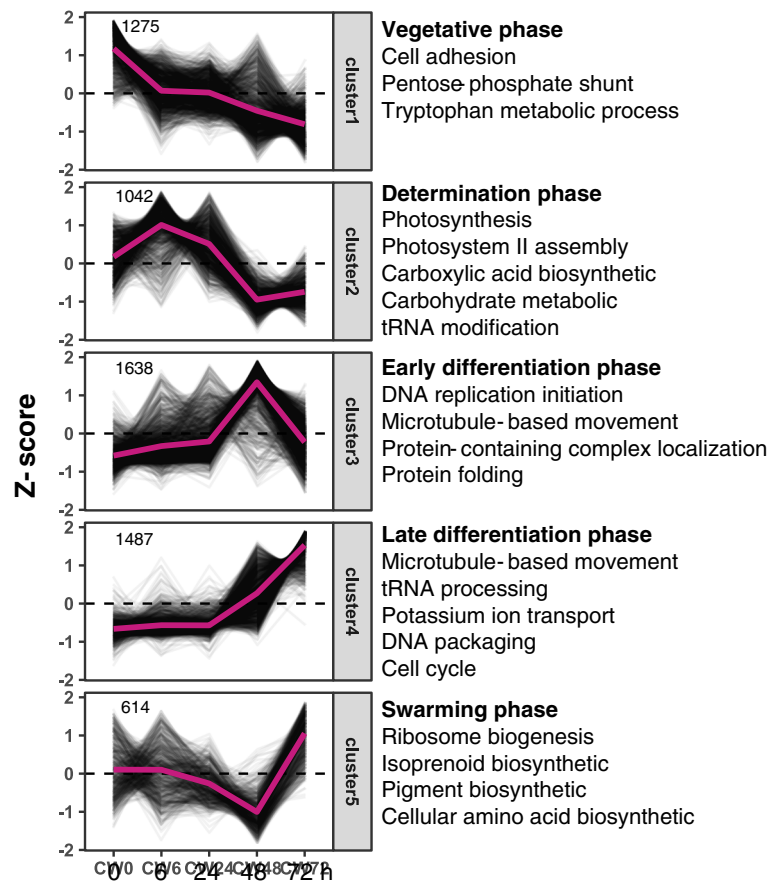 Z-score
2
1
0
-1
-2
1275
cluster1
Vegetative phase
Cell adhesion
Pentose-phosphate shunt
Tryptophan metabolic process
2
1
0
-1
-2
1042
cluster2
Determination phase
Photosynthesis
Photosystem II assembly
Carboxylic acid biosynthetic
Carbohydrate metabolic
tRNA modification
2
1
0
-1
-2
1638
cluster3
Early differentiation phase
DNA replication initiation
Microtubule-based movement
Protein-containing complex localization
Protein folding
2
1
0
-1
-2
1487
cluster4
Late differentiation phase
Microtubule-based movement
tRNA processing
Potassium ion transport
DNA packaging
Cell cycle
2
1
0
-1
-2
614
cluster5
Swarming phase
Ribosome biogenesis
Isoprenoid biosynthetic
Pigment biosynthetic
Cellular amino acid biosynthetic
CW0 CW6 CW24 CW48 CW72
0 6 24 48 72 h